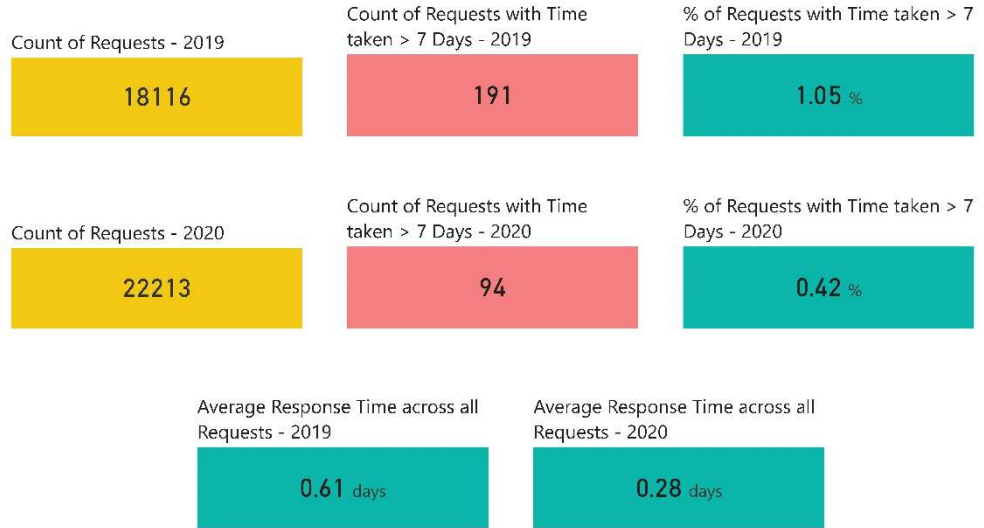 Count of Requests - 2019
18116
Count of Requests with Time
taken > 7 Days - 2019
191
% of Requests with Time taken > 7
Days - 2019
1.05 %
Count of Requests - 2020
22213
Count of Requests with Time
taken > 7 Days - 2020
94
% of Requests with Time taken > 7
Days - 2020
0.42 %
Average Response Time across all
Requests - 2019
0.61 days
Average Response Time across all
Requests - 2020
0.28 days